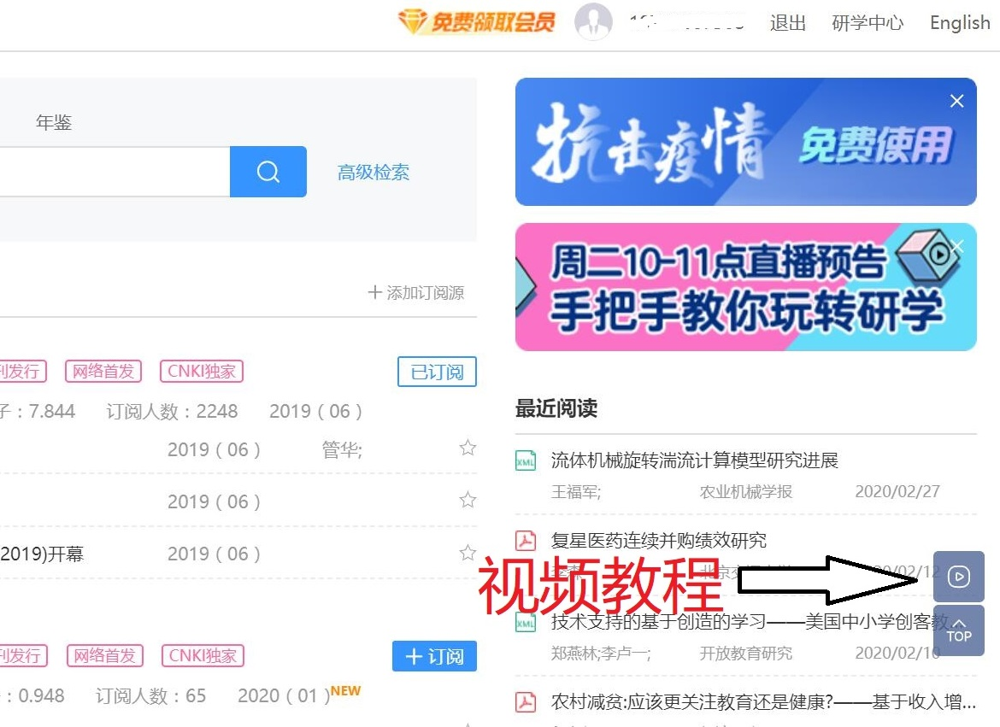 免费领取会员 退出 研学中心 English
年鉴
高级检索
抗击疫情 免费使用
周二10-11点直播预告
手把手教你玩转研学
添加订阅源
刊发行 网络首发 CNKI独家 已订阅
子：7.844 订阅人数：2248 2019（06）
2019（06） 管华;
2019（06）
2019)开幕 2019（06）
最近阅读
XML 流体机械旋转湍流计算模型研究进展
王福军; 农业机械学报 2020/02/27
复星医药连续并购绩效研究
视频教程
XML 技术支持的基于创造的学习——美国中小学创客教...
郑燕林;李卢一; 开放教育研究 2020/02/10
TOP
农村减贫:应该更关注教育还是健康?——基于收入增...
刊发行 网络首发 CNKI独家 订阅
：0.948 订阅人数：65 2020（01）NEW